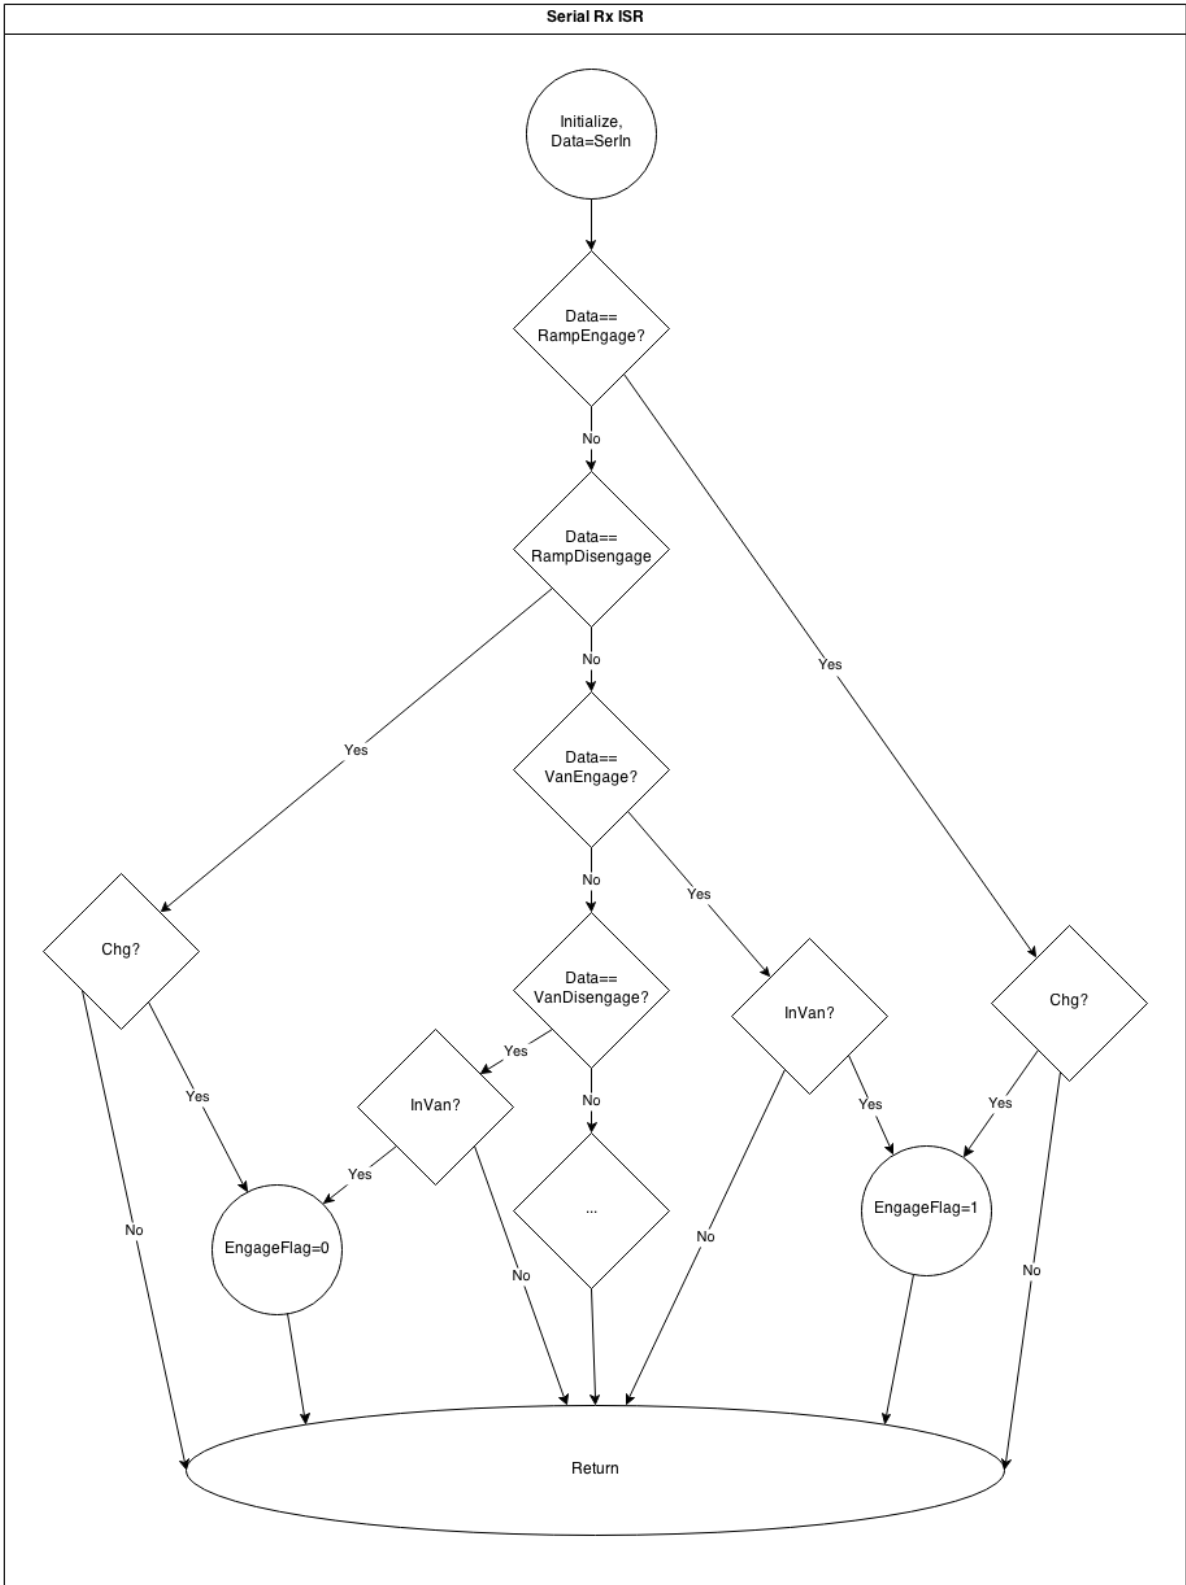 Serial Rx ISR
Initialize,
Data=SerIn
Data==
RampEngage?
No
Data==
RampDisengage
No
Yes
Yes
Data==
VanEngage?
No
Yes
Chg?
Data==
VanDisengage?
InVan?
Chg?
Yes
No
InVan?
Yes
Yes
Yes
Yes
No
...
EngageFlag=1
No
EngageFlag=0
No
No
No
Return